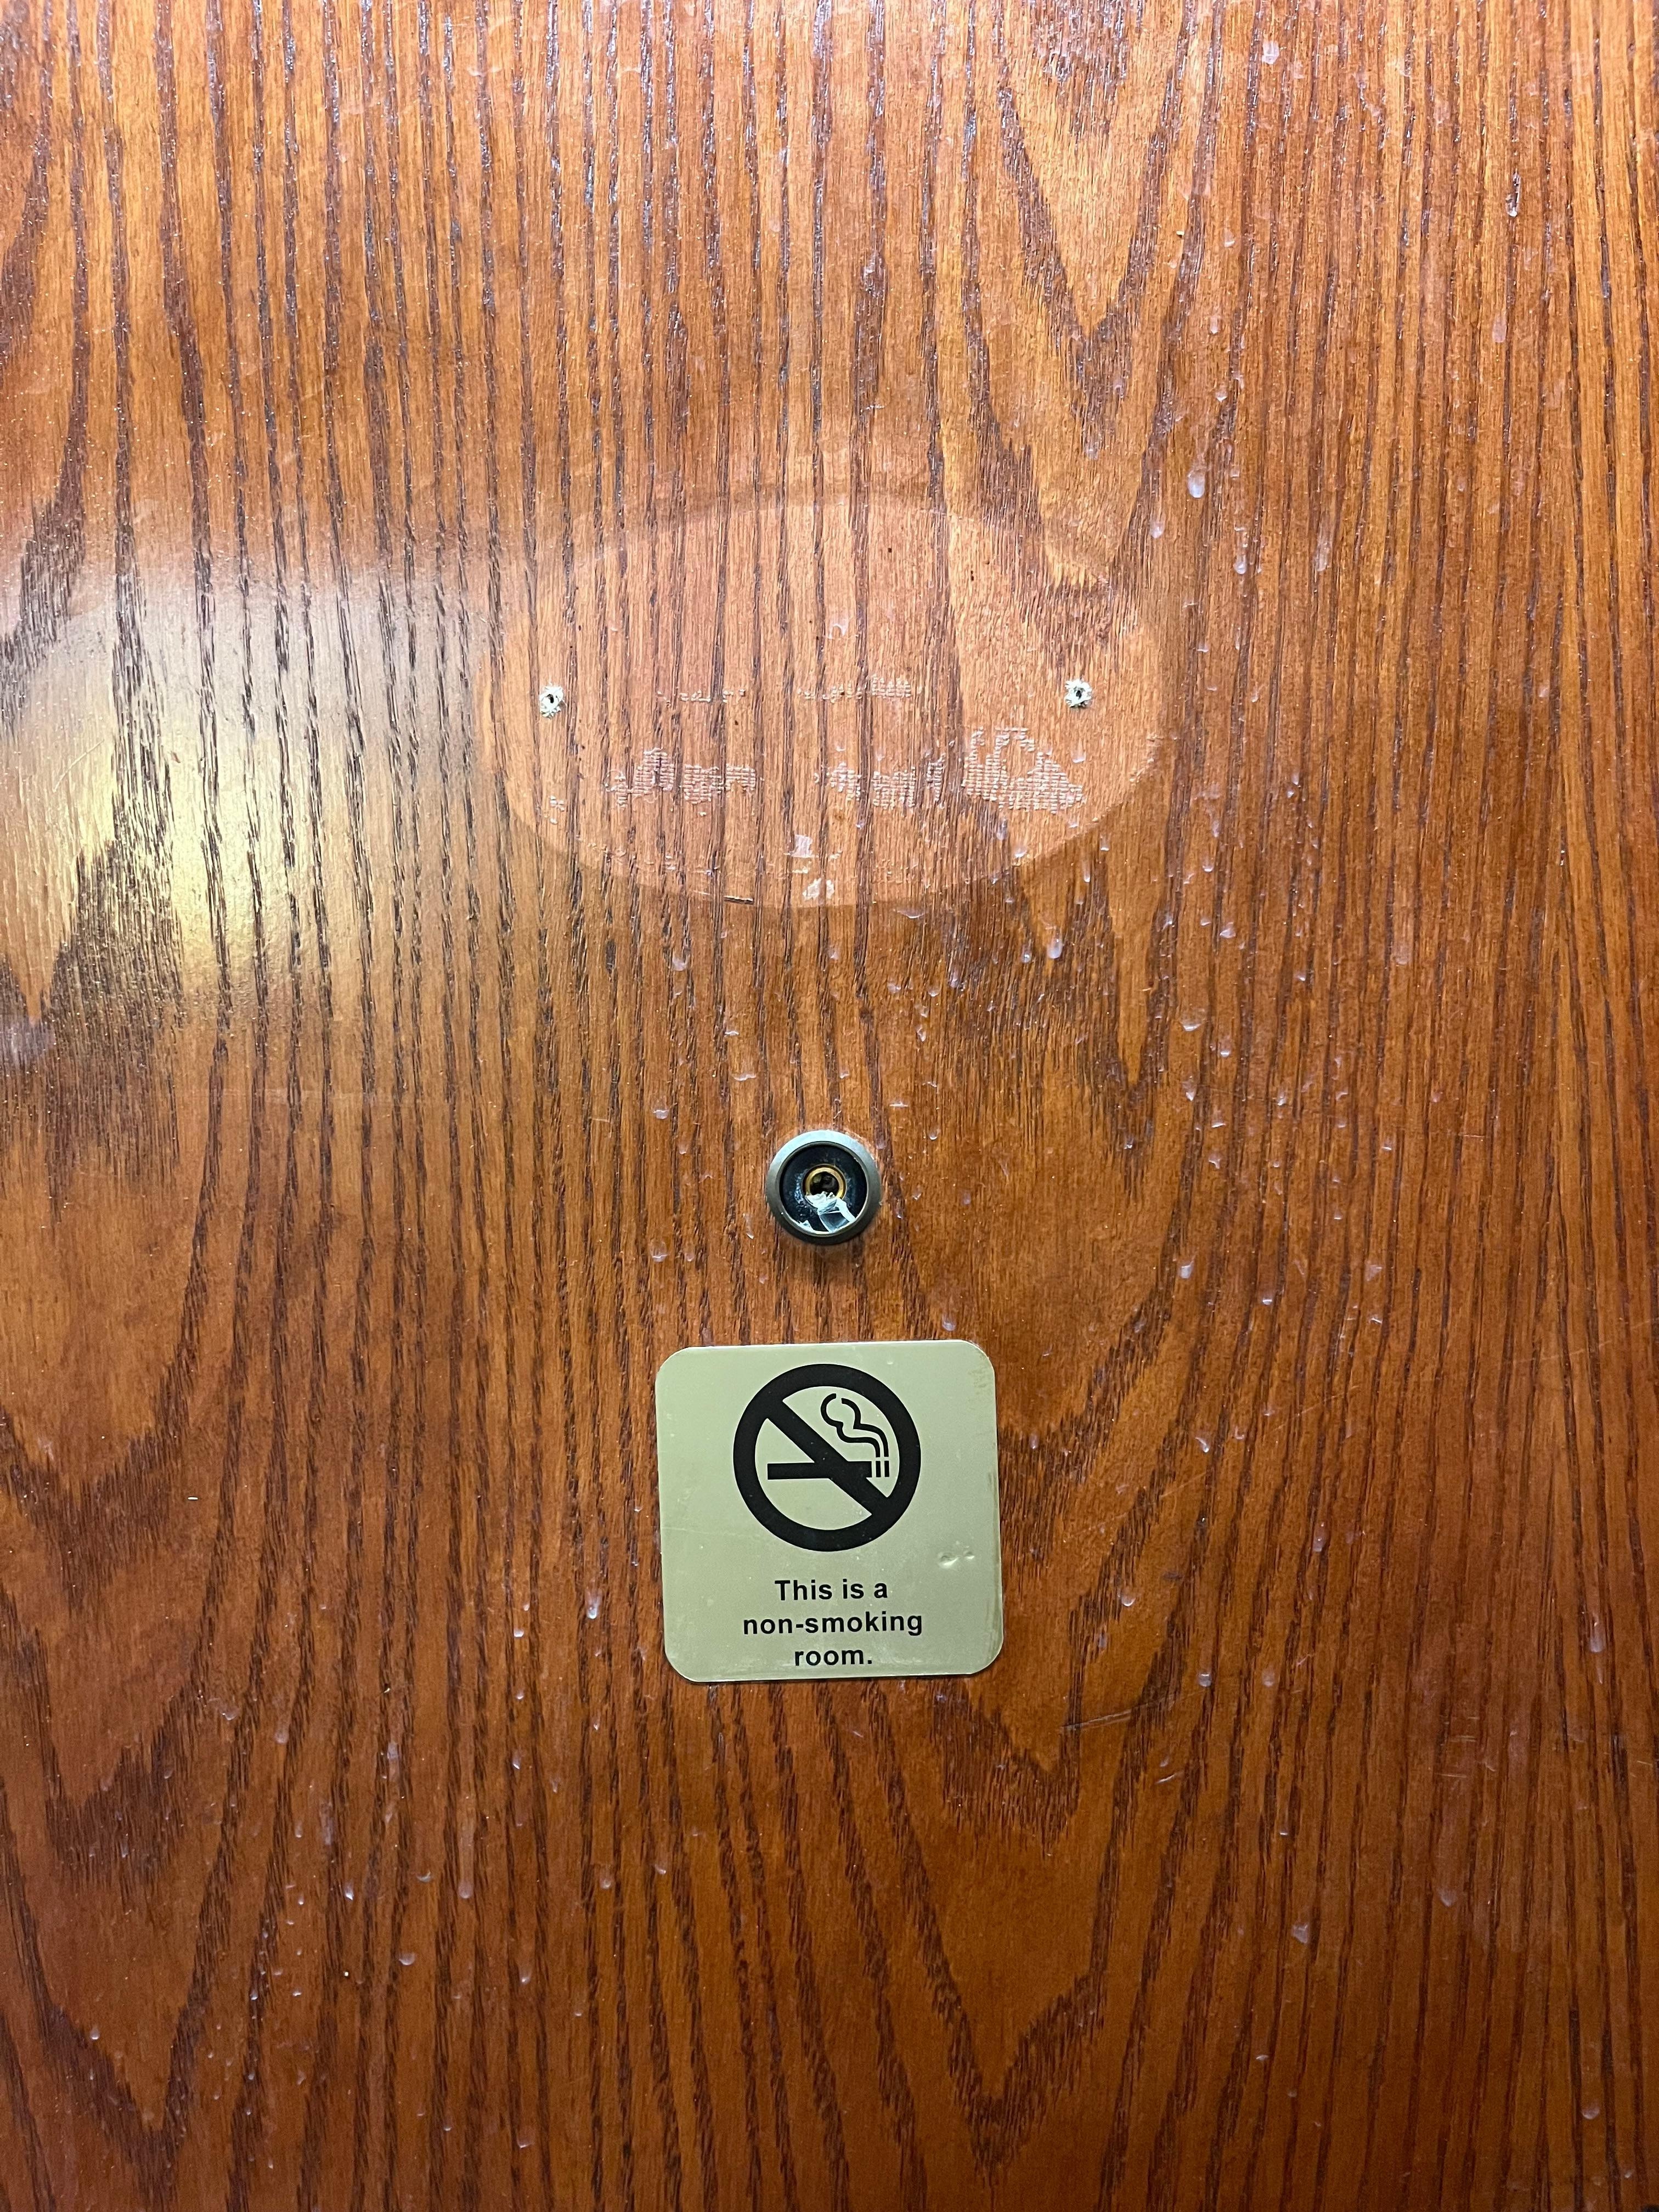 This is a
non-smoking
room.